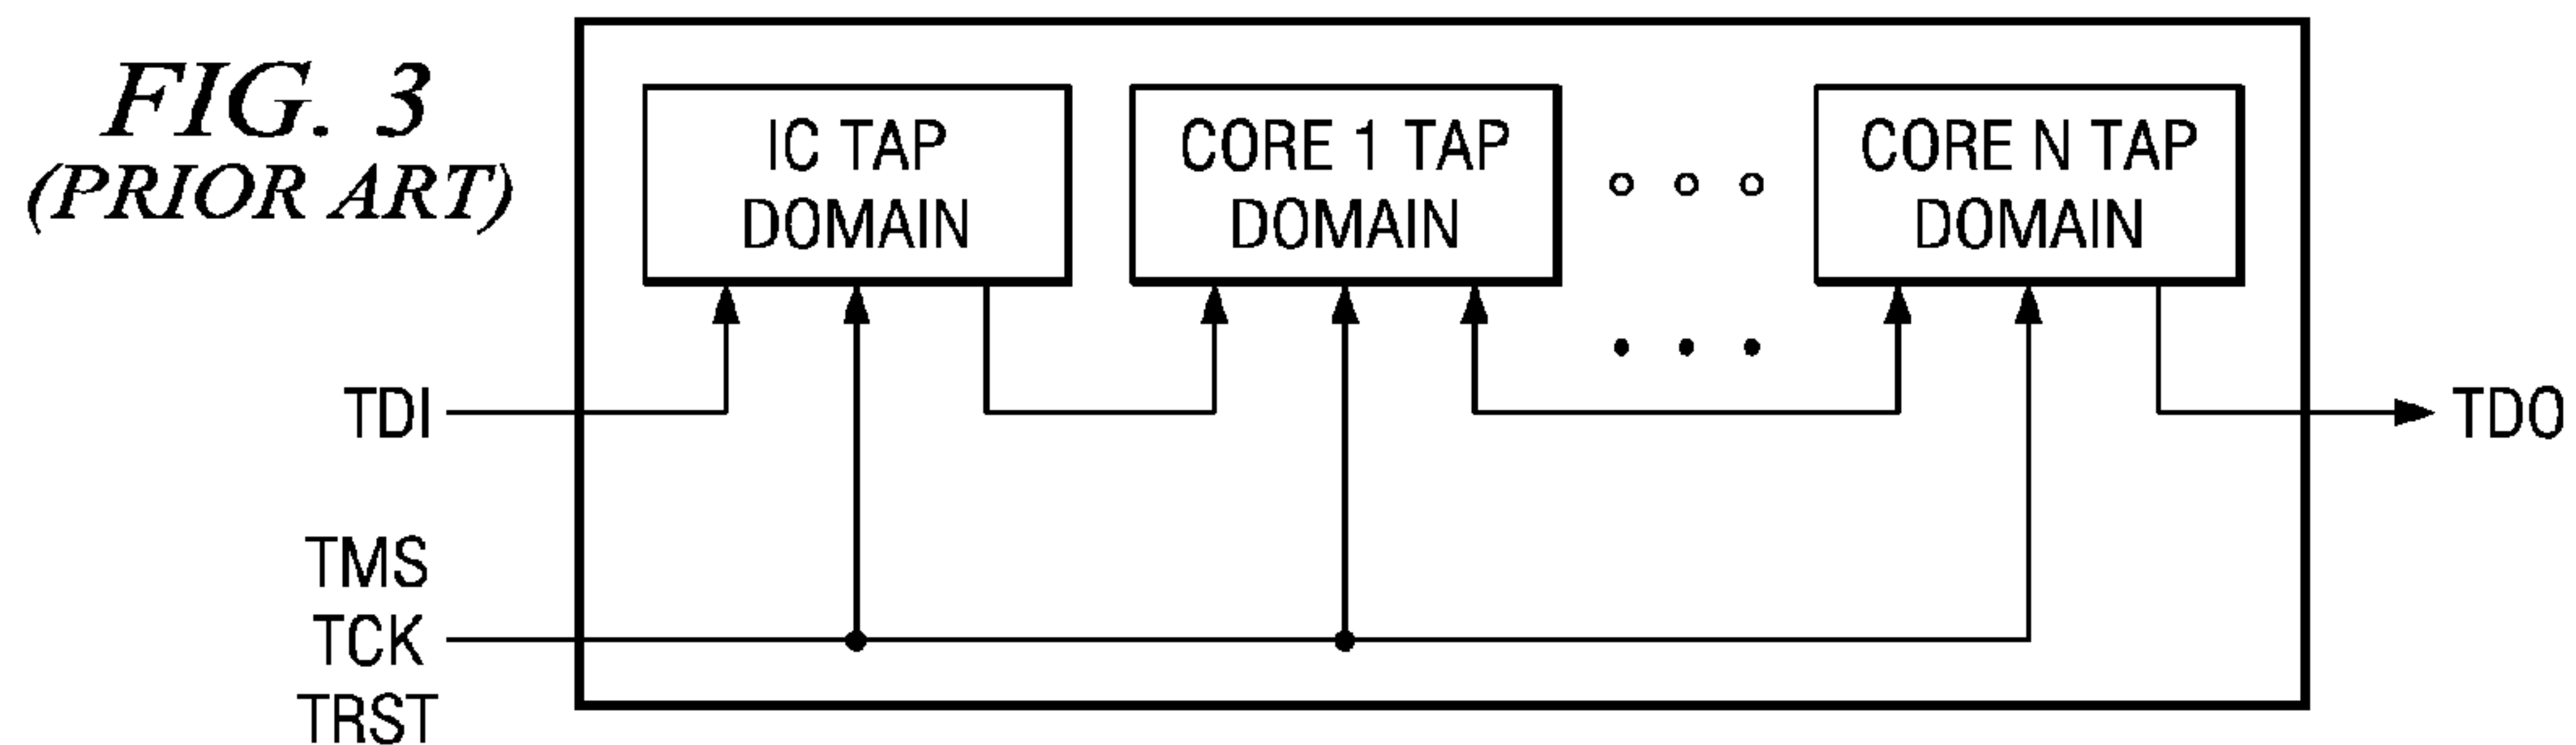 FIG. 3
(PRIOR ART)
IC TAP
DOMAIN
CORE 1 TAP
DOMAIN
CORE N TAP
DOMAIN
TDI
TDO
TMS
TCK
TRST